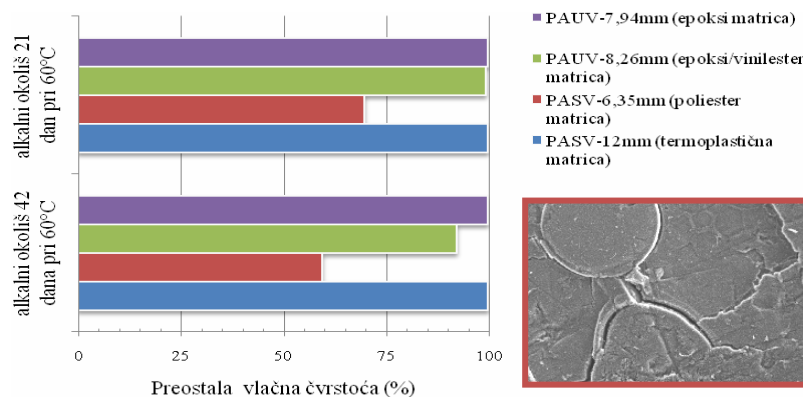 alkalni okoliš 21
dan pri 60°C
alkalni okoliš 42
dana pri 60°C
0
25
50
75
100
Preostala vlačna čvrstoća (%)
PAUV-7,94mm (epoksi matrica)
PAUV-8,26mm (epoksi/vinilester
matrica)
PASV-6,35mm (poliester
matrica)
PASV-12mm (termoplastična
matrica)